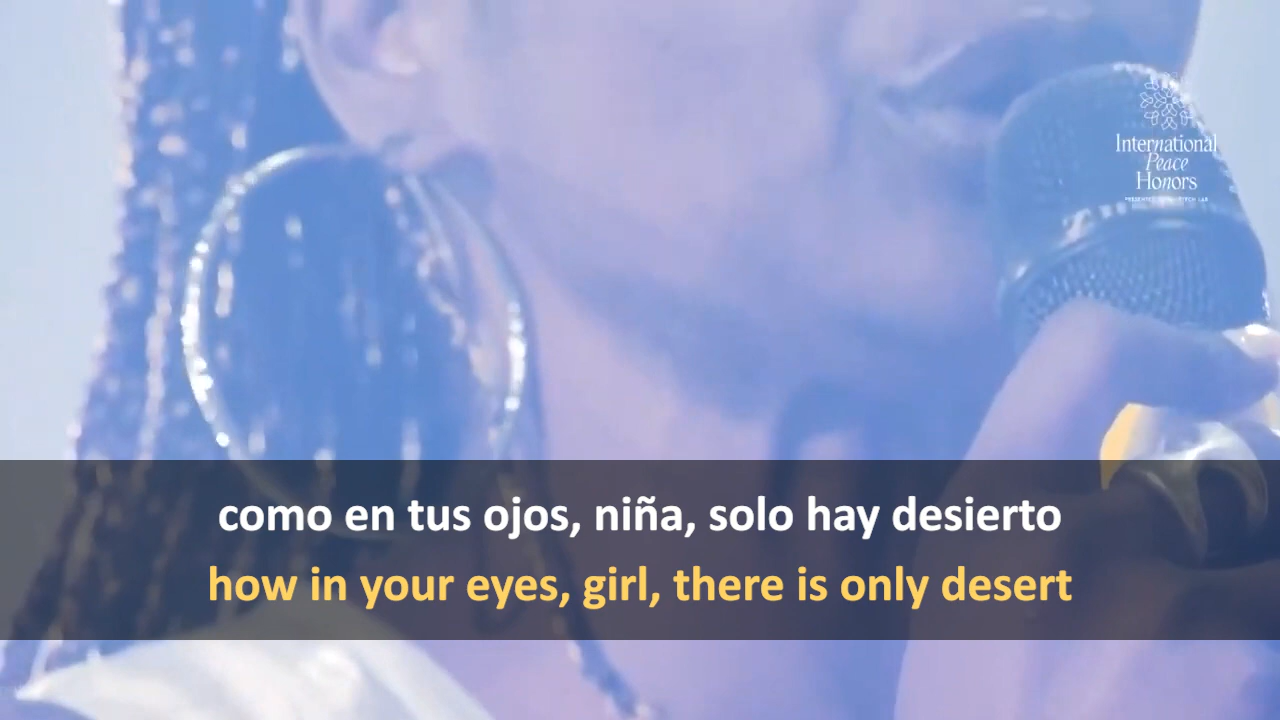 International
Peace
Honors
como en tus ojos, niña, solo hay desierto
how in your eyes, girl, there is only desert